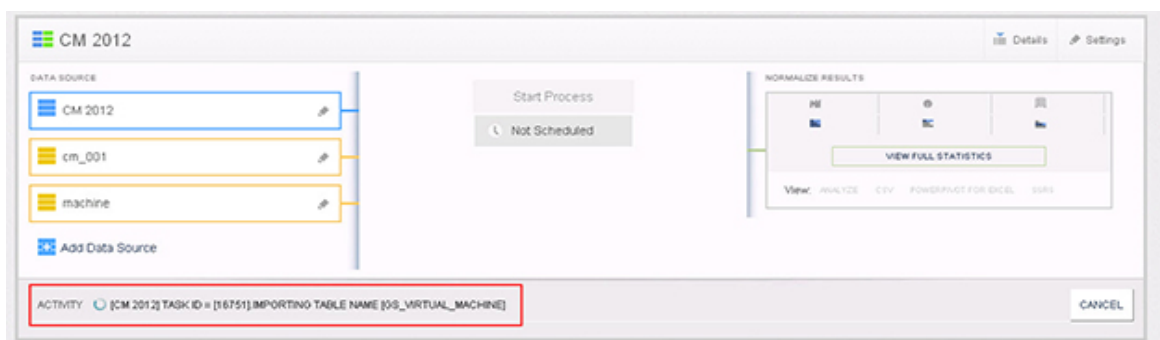 CM 2012
Details
Settings
DATA SOURCE
CM 2012
cm_001
machine
Add Data Source
Start Process
Not Scheduled
NORMALIZE RESULTS
VIEW FULL STATISTICS
View: ANALYZE CSV POWERPIVOT FOR EXCEL SSRS
ACTIVITY [CM 2012] TASK ID = [16751].IMPORTING TABLE NAME [GS_VIRTUAL_MACHINE]
CANCEL